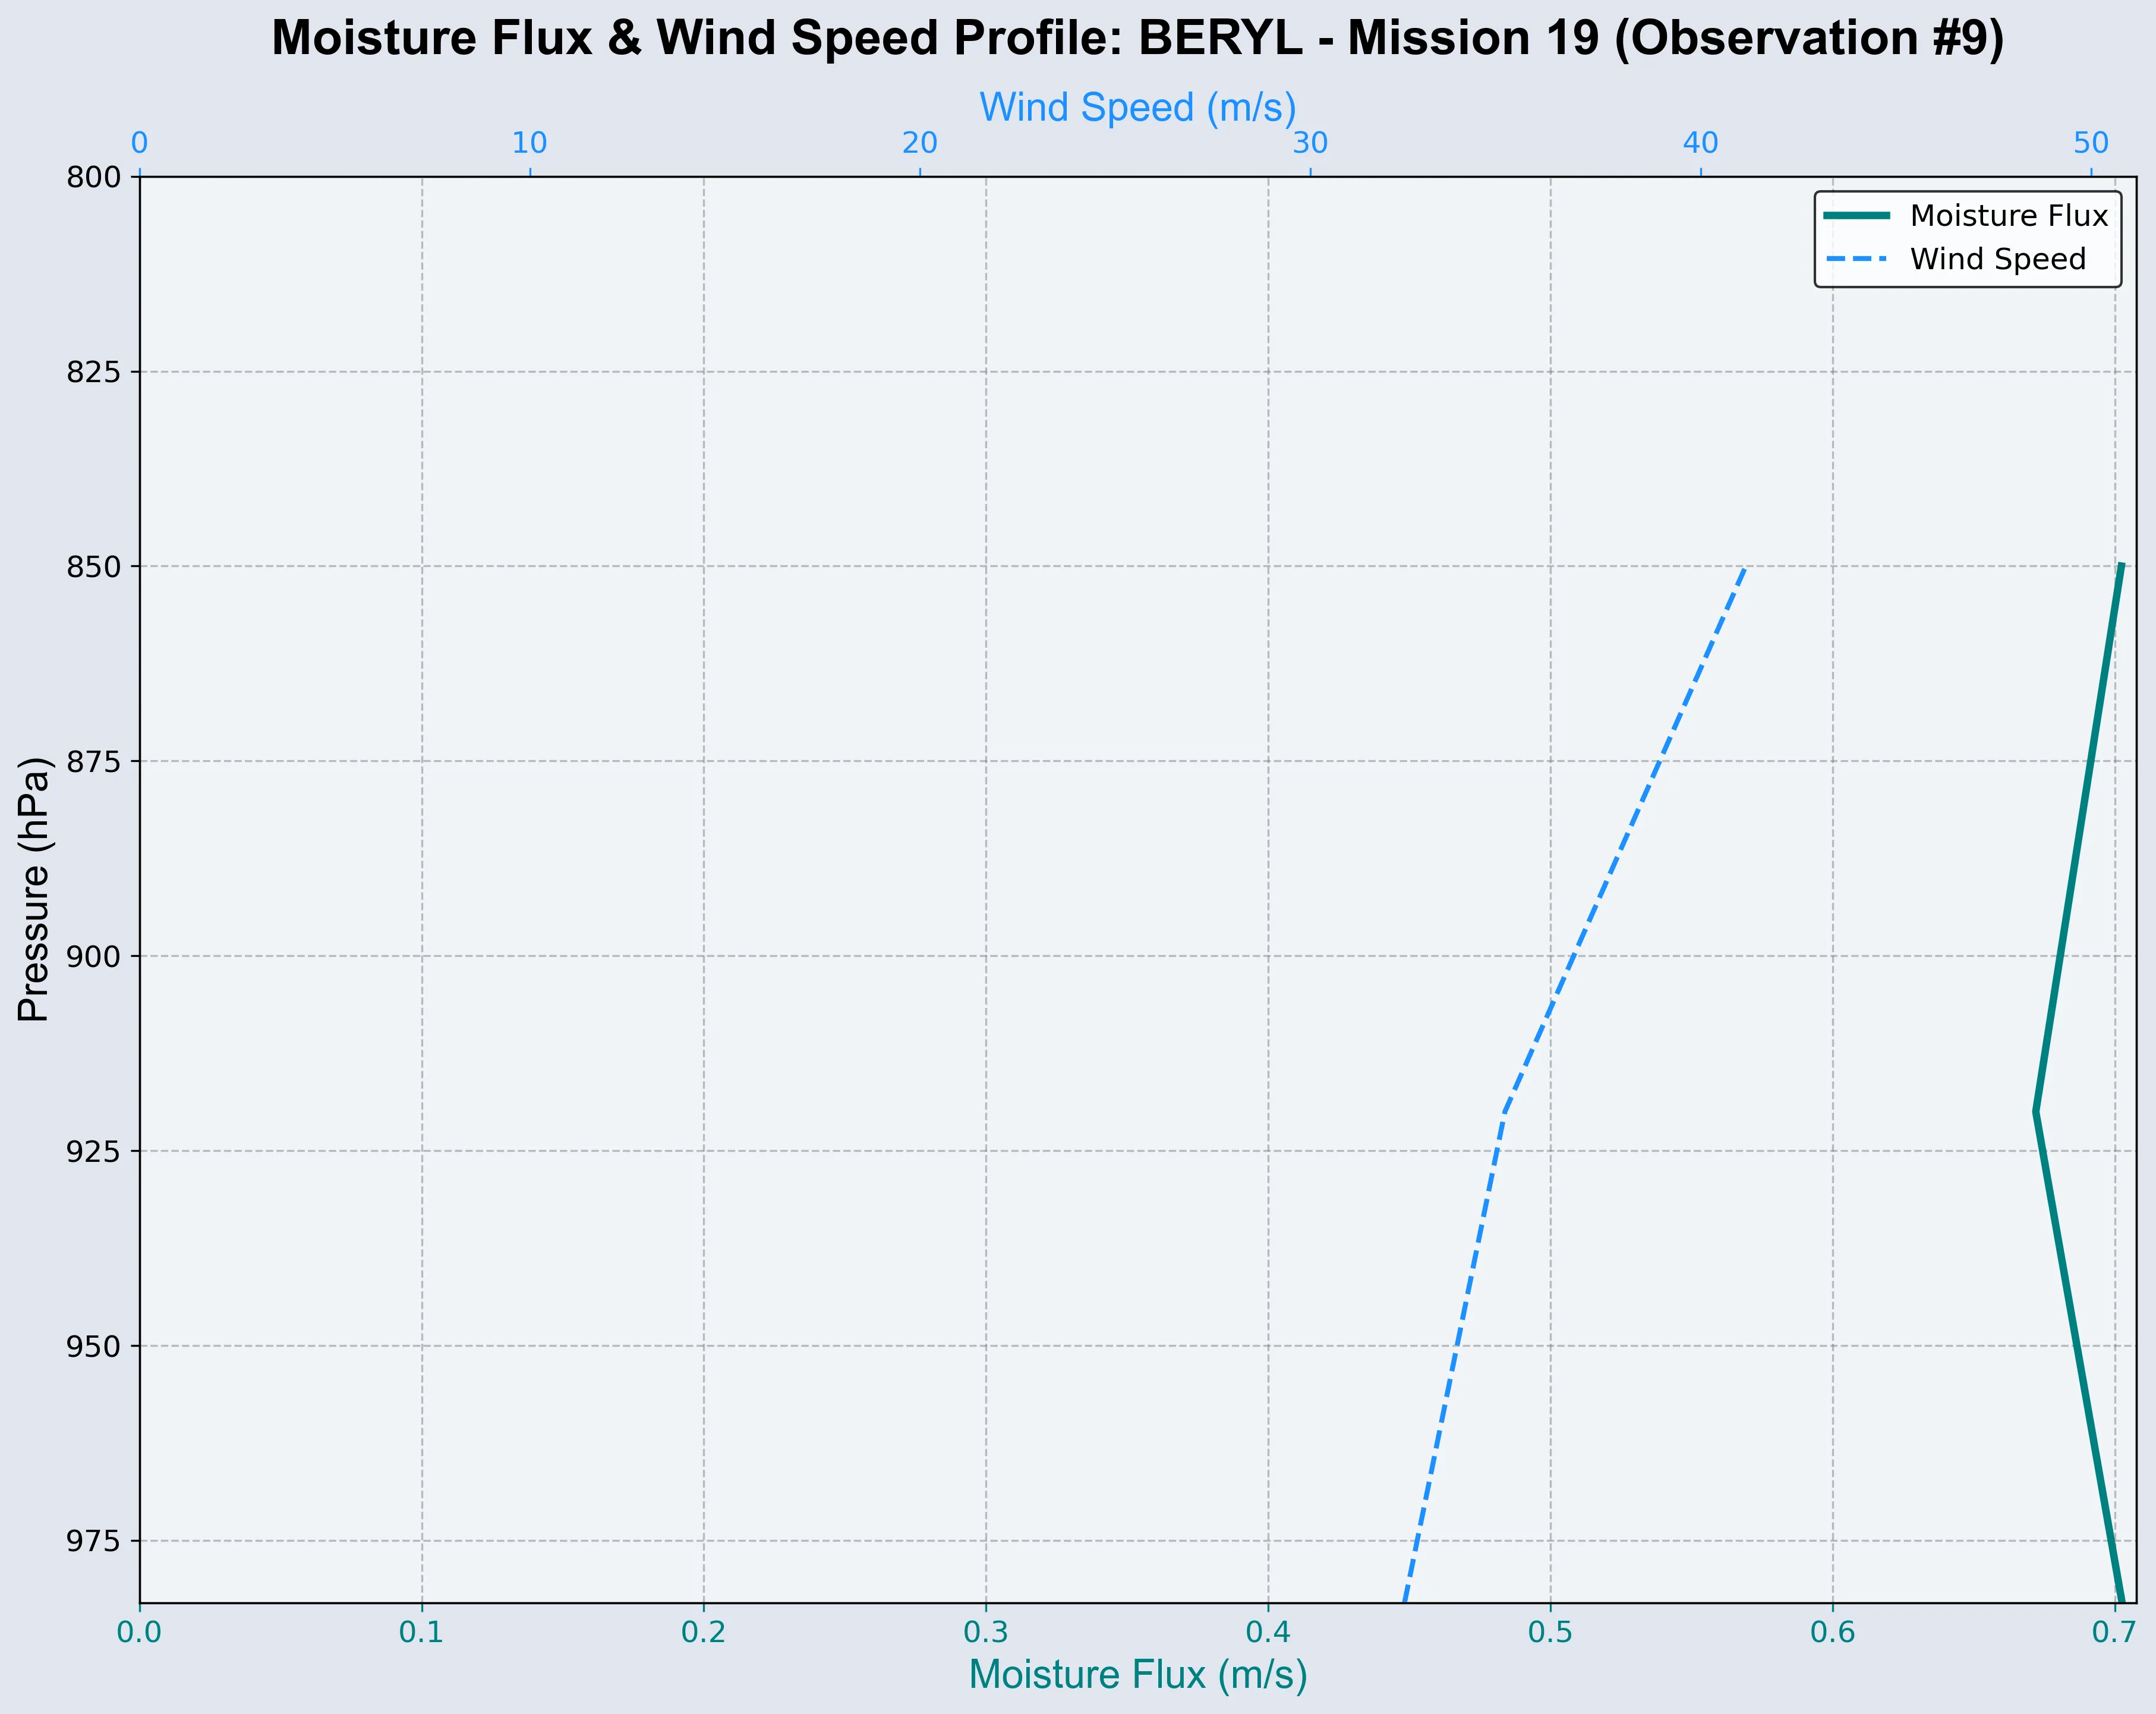 Moisture Flux & Wind Speed Profile: BERYL - Mission 19 (Observation #9)
Wind Speed (m/s)
0 10 20 30 40 50
Moisture Flux
Wind Speed
Pressure (hPa)
800
825
850
875
900
925
950
975
0.0 0.1 0.2 0.3 0.4 0.5 0.6 0.7
Moisture Flux (m/s)